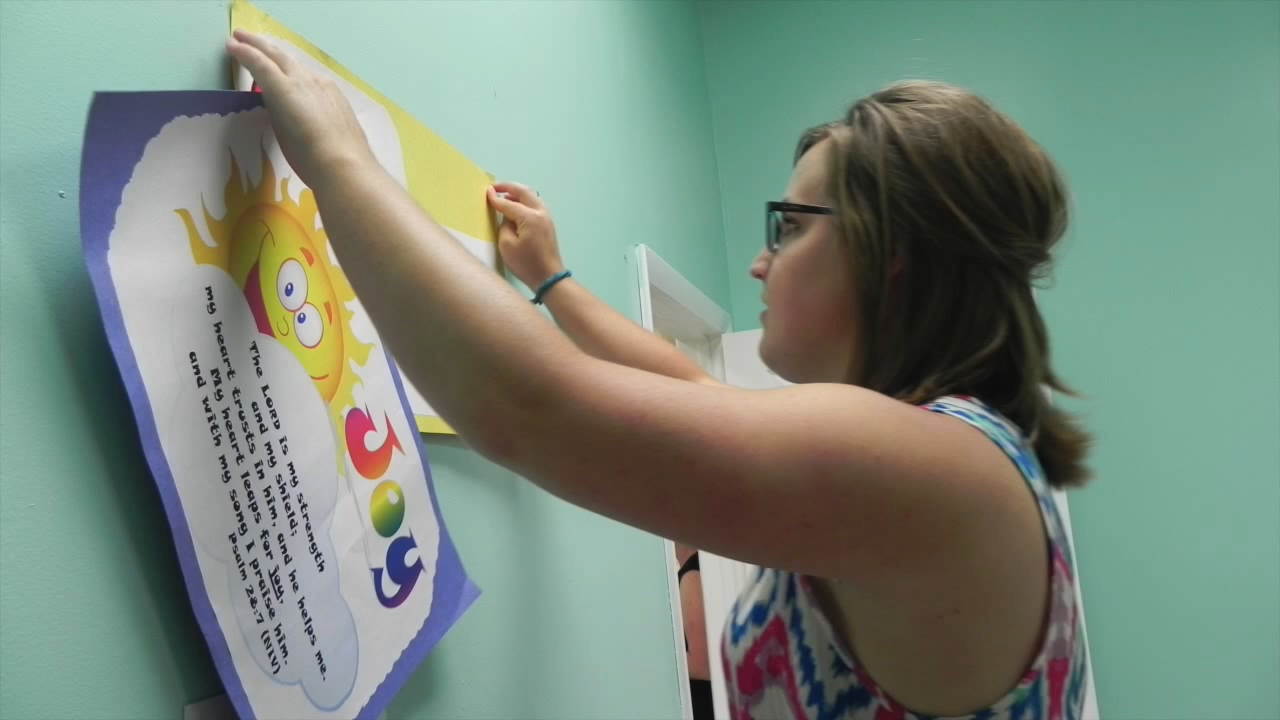 Joy
The LORD is my strength
and my shield;
my heart trusts in him, and he helps me.
My heart leaps for joy,
and with my song I praise him.
psalm 28:7 (NIV)